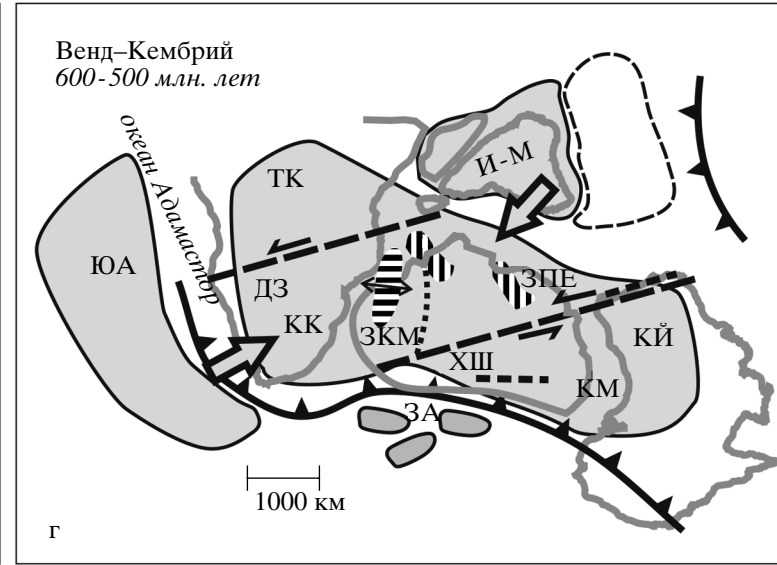 Венд–Кембрий
600-500 млн. лет
океан Адамастор
ТК
И-М
ЮА
ДЗ
ЗПЕ
КК
ЗКМ
КЙ
ХШ
КМ
ЗА
1000 км
г